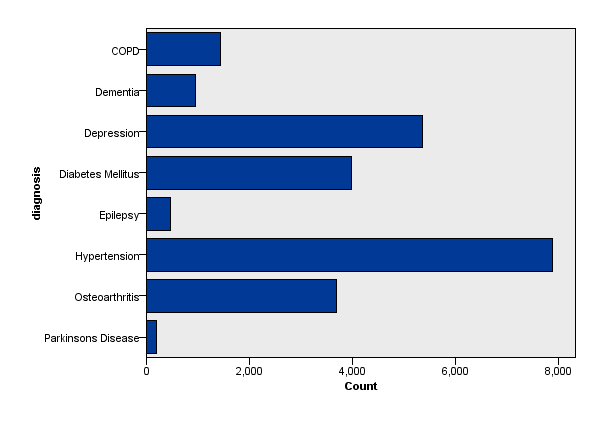 COPD
Dementia
Depression
Diabetes Mellitus
Epilepsy
Hypertension
Osteoarthritis
Parkinsons Disease
diagnosis
0 2,000 4,000 6,000 8,000
Count